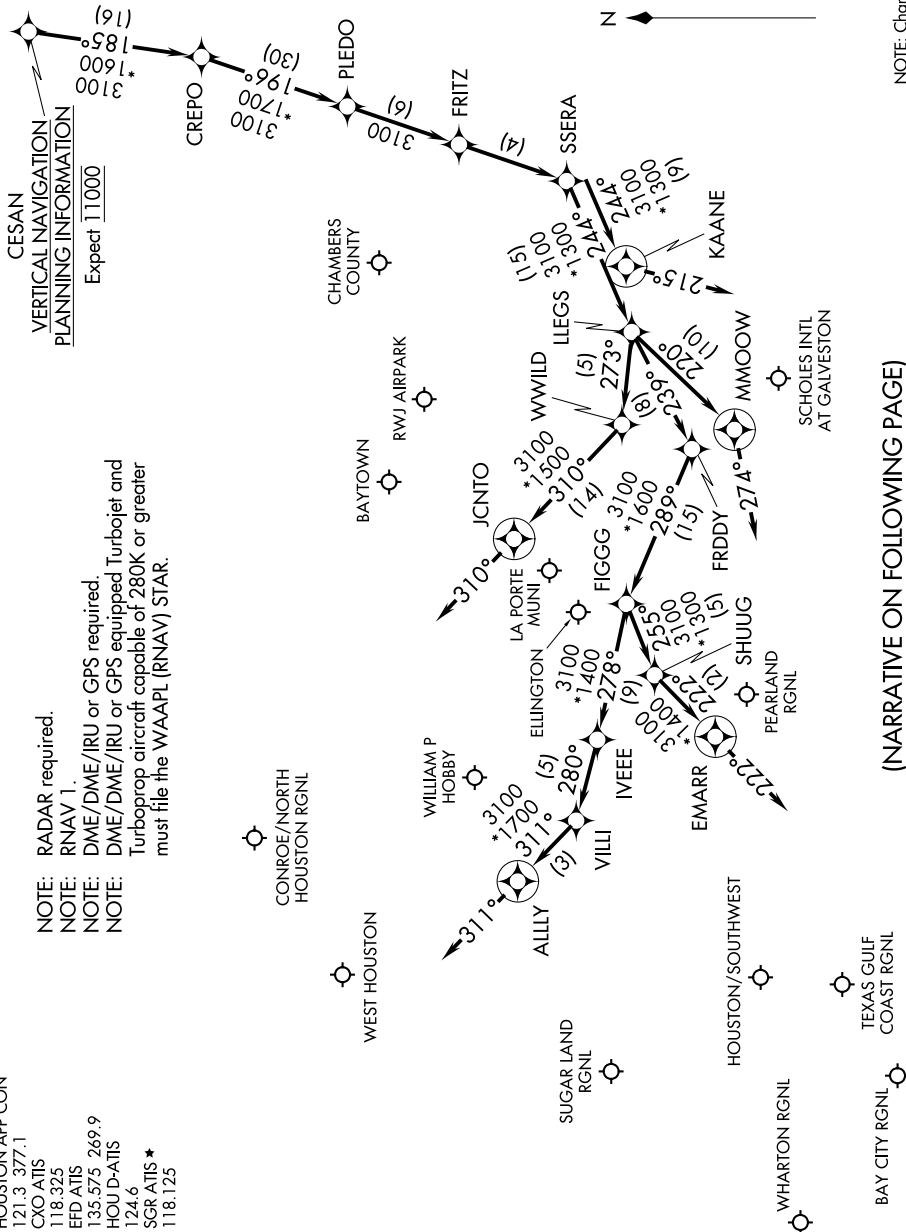 HOUSTON APP CON
121.3 377.1
CXO ATIS
118.325
EFD ATIS
135.575 269.9
HOU D-ATIS
124.6
SGR ATIS ★
118.125
NOTE: RADAR required.
NOTE: RNAV 1.
NOTE: DME/DME/IRU or GPS required.
NOTE: DME/DME/IRU or GPS equipped Turbojet and
Turboprop aircraft capable of 280K or greater
must file the WAAPL (RNAV) STAR.
CESAN
VERTICAL NAVIGATION
PLANNING INFORMATION
Expect 11000
(16)
185°
*1600
3100
CREPO
(30)
196°
*1700
3100
PLEDO
(6)
3100
FRITZ
(4)
SSERA
N
244°
3100
*1300
(9)
KAANE
215°
(15)
3100
*1300
244°
LLEGS
(5)
273°
WWILD
3100
*1500
310°
(14)
JCNTO
310°
(8)
239°
FRDDY
220°
(10)
MMOOW
274°
3100
*1600
289°
(15)
FIGGG
255°
3100
*1300
(5)
SHUUG
222°
(2)
3100
*1400
EMARR
222°
3100
*1400
278°
(9)
IVEEE
(5)
280°
VILLI
3100
*1700
311°
(3)
ALLLY
311°
CHAMBERS
COUNTY
RWJ AIRPARK
BAYTOWN
LA PORTE
MUNI
ELLINGTON
SCHOLES INTL
AT GALVESTON
PEARLAND
RGNL
WILLIAM P
HOBBY
CONROE/NORTH
HOUSTON RGNL
WEST HOUSTON
SUGAR LAND
RGNL
HOUSTON/SOUTHWEST
TEXAS GULF
COAST RGNL
WHARTON RGNL
BAY CITY RGNL
(NARRATIVE ON FOLLOWING PAGE)
NOTE: